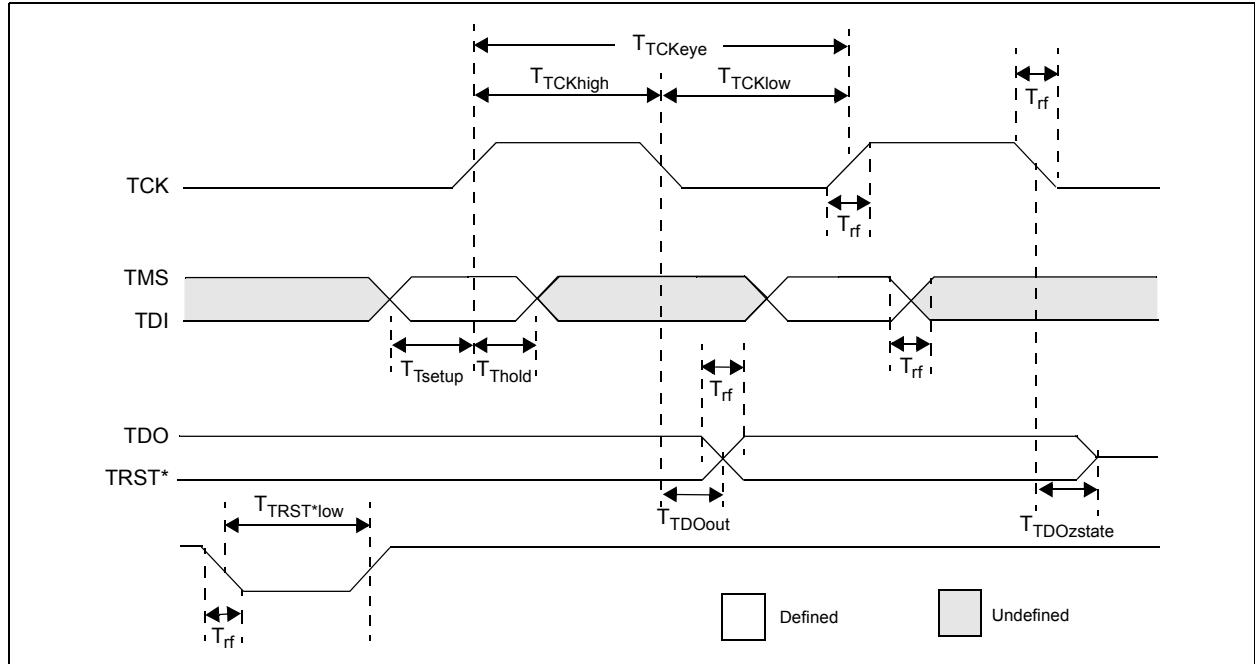 TTCKeye
TTCKhigh
TTCKlow
Trf
TCK
Trf
TMS
TDI
TTsetup
TThold
Trf
Trf
TDO
TRST*
TTRST*low
TTDOout
TTDOzstate
Trf
Defined
Undefined